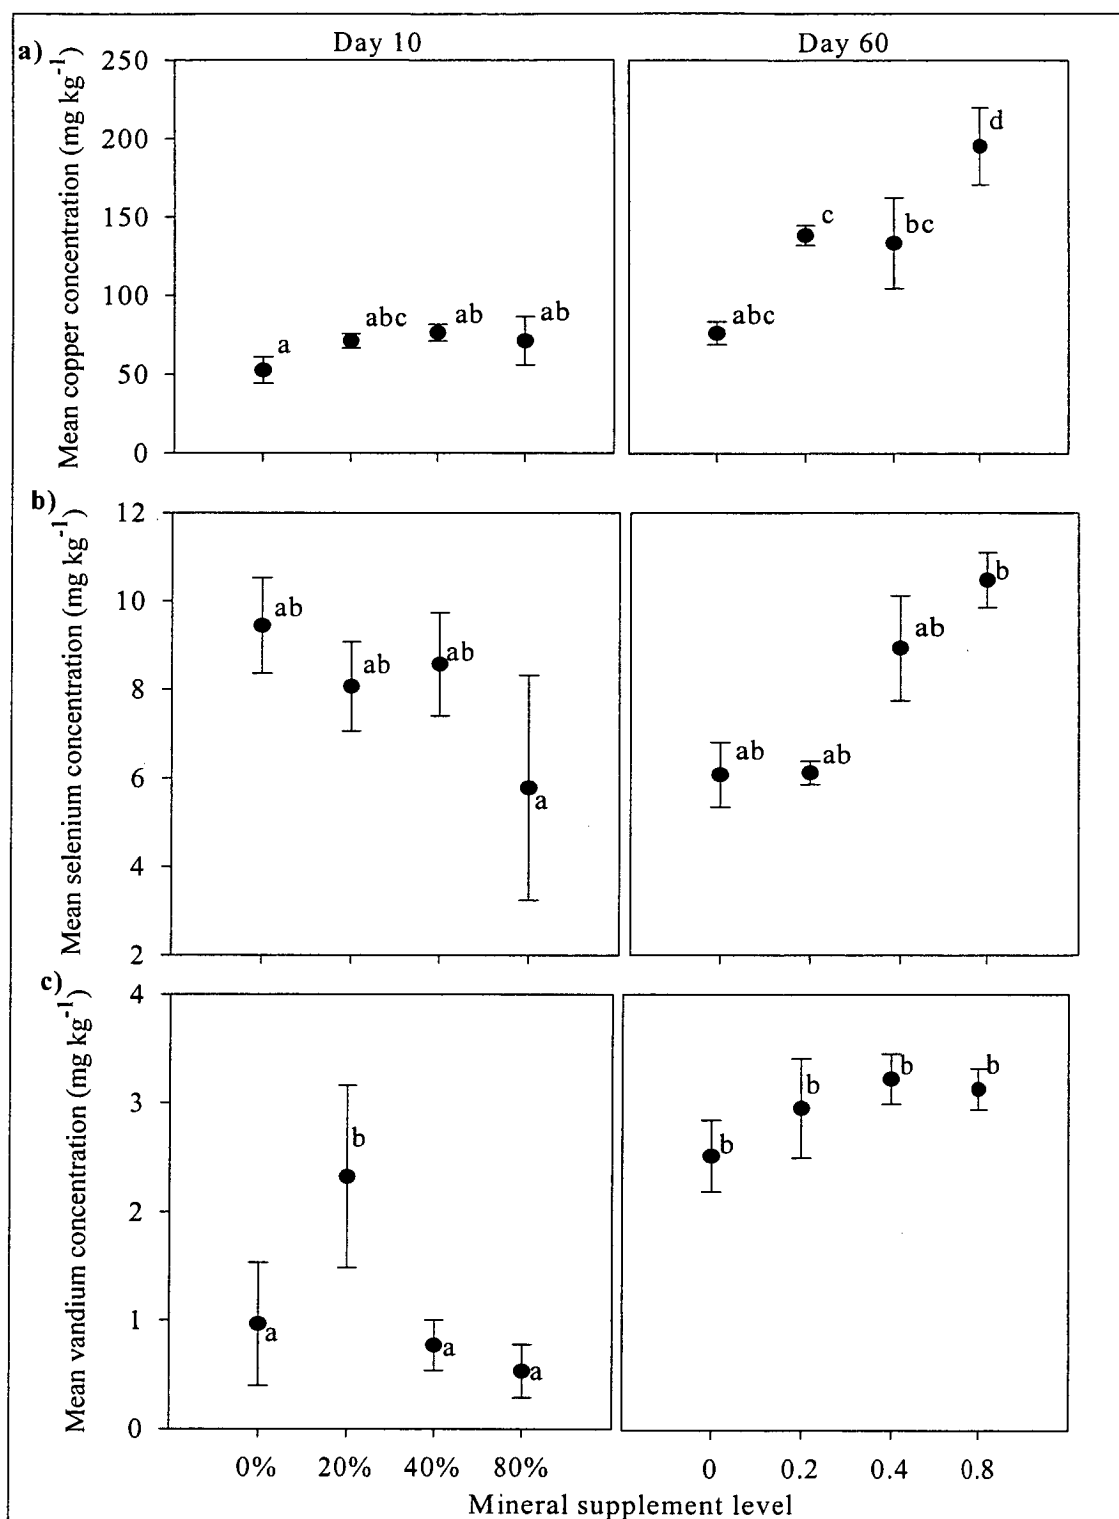 Day 10 Day 60
a)
Mean copper concentration (mg kg-1)
250
200
150
100
50
0
a abc ab ab
abc c bc d
b)
Mean selenium concentration (mg kg-1)
12
10
8
6
4
2
ab ab ab a
ab ab ab b
c)
Mean vandium concentration (mg kg-1)
4
3
2
1
0
a b a a
b b b b
0% 20% 40% 80% 0 0.2 0.4 0.8
Mineral supplement level